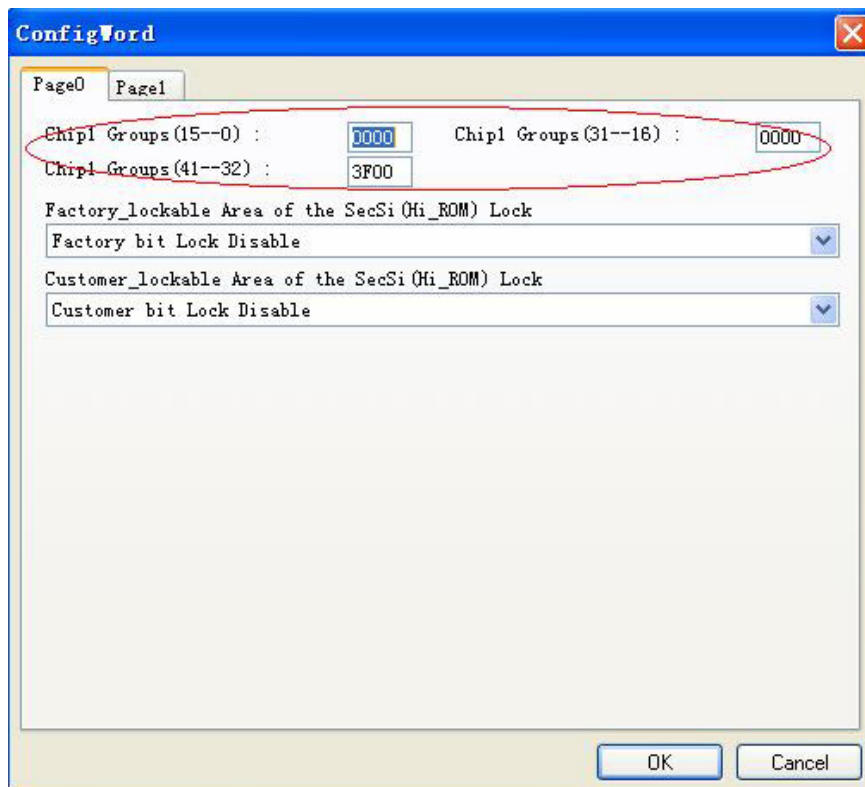 ConfigWord
Page0 Page1
Chip1 Groups(15--0) : 0000 Chip1 Groups(31--16) : 0000
Chip1 Groups(41--32) : 3F00
Factory_lockable Area of the SecSi(Hi_ROM) Lock
Factory bit Lock Disable
Customer_lockable Area of the SecSi(Hi_ROM) Lock
Customer bit Lock Disable
OK Cancel